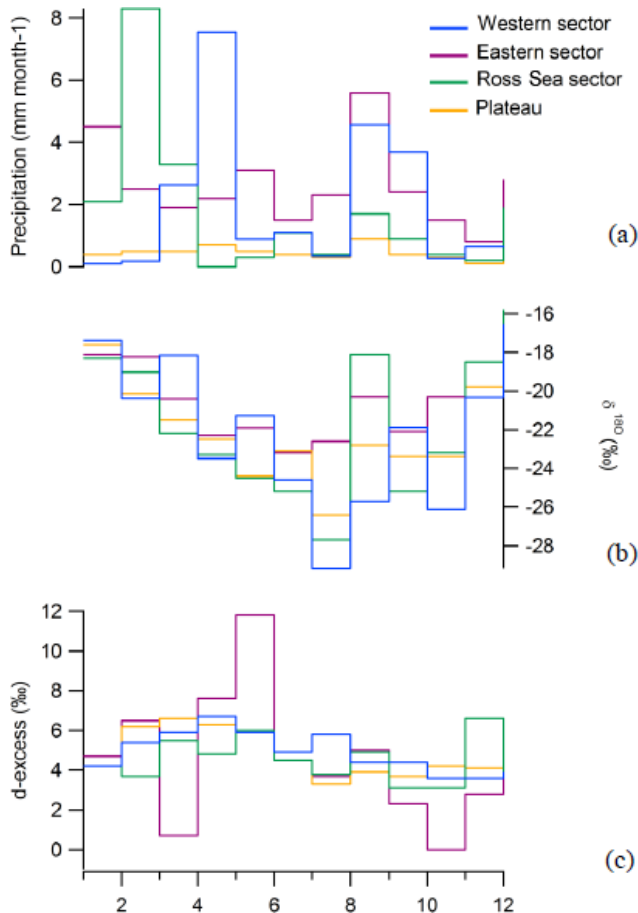 8
6
4
2
0
Precipitation (mm month-1)
Western sector
Eastern sector
Ross Sea sector
Plateau
(a)
-16
-18
-20
-22
-24
-26
-28
δ 18O (‰)
(b)
12
10
8
6
4
2
0
d-excess (‰)
(c)
2
4
6
8
10
12